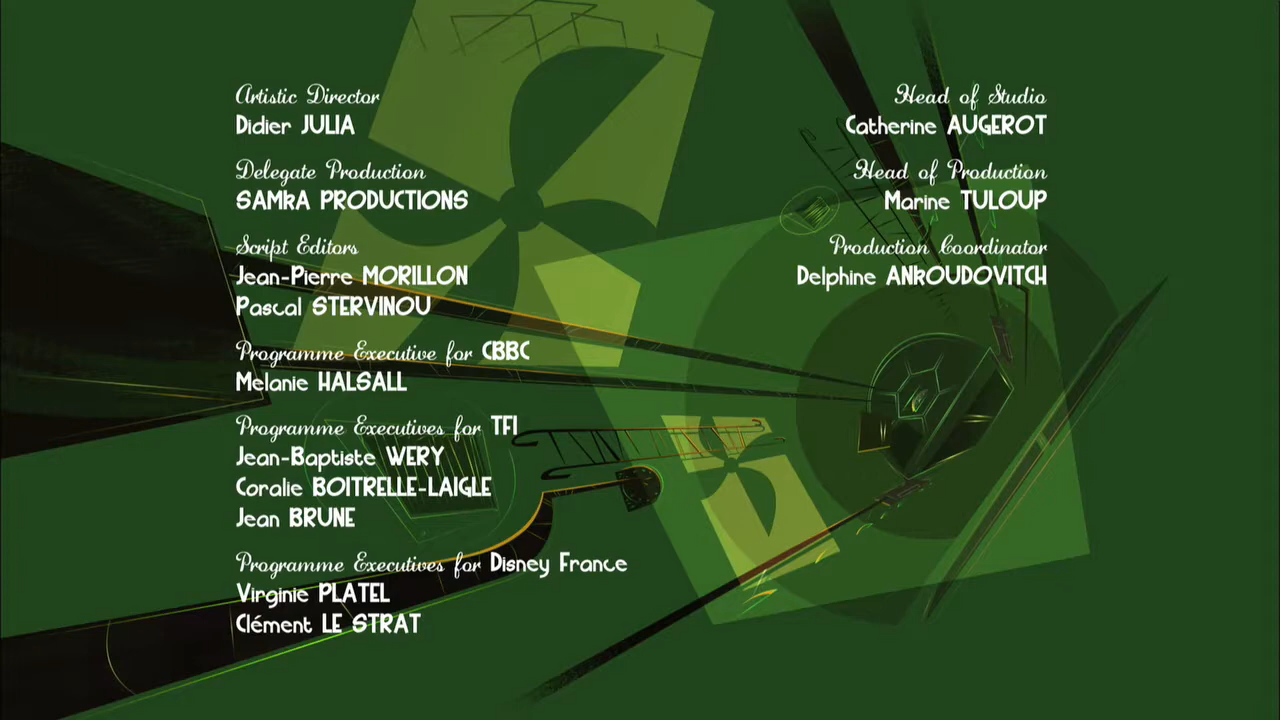 Artistic Director
Didier JULIA
Delegate Production
SAMKA PRODUCTIONS
Script Editors
Jean-Pierre MORILLON
Pascal STERVINOU
Programme Executive for CBBC
Melanie HALSALL
Programme Executives for TF1
Jean-Baptiste WERY
Coralie BOITRELLE-LAIGLE
Jean BRUNE
Programme Executives for Disney France
Virginie PLATEL
Clément LE STRAT
Head of Studio
Catherine AUGEROT
Head of Production
Marine TULOUP
Production Coordinator
Delphine ANKOUDOVITCH